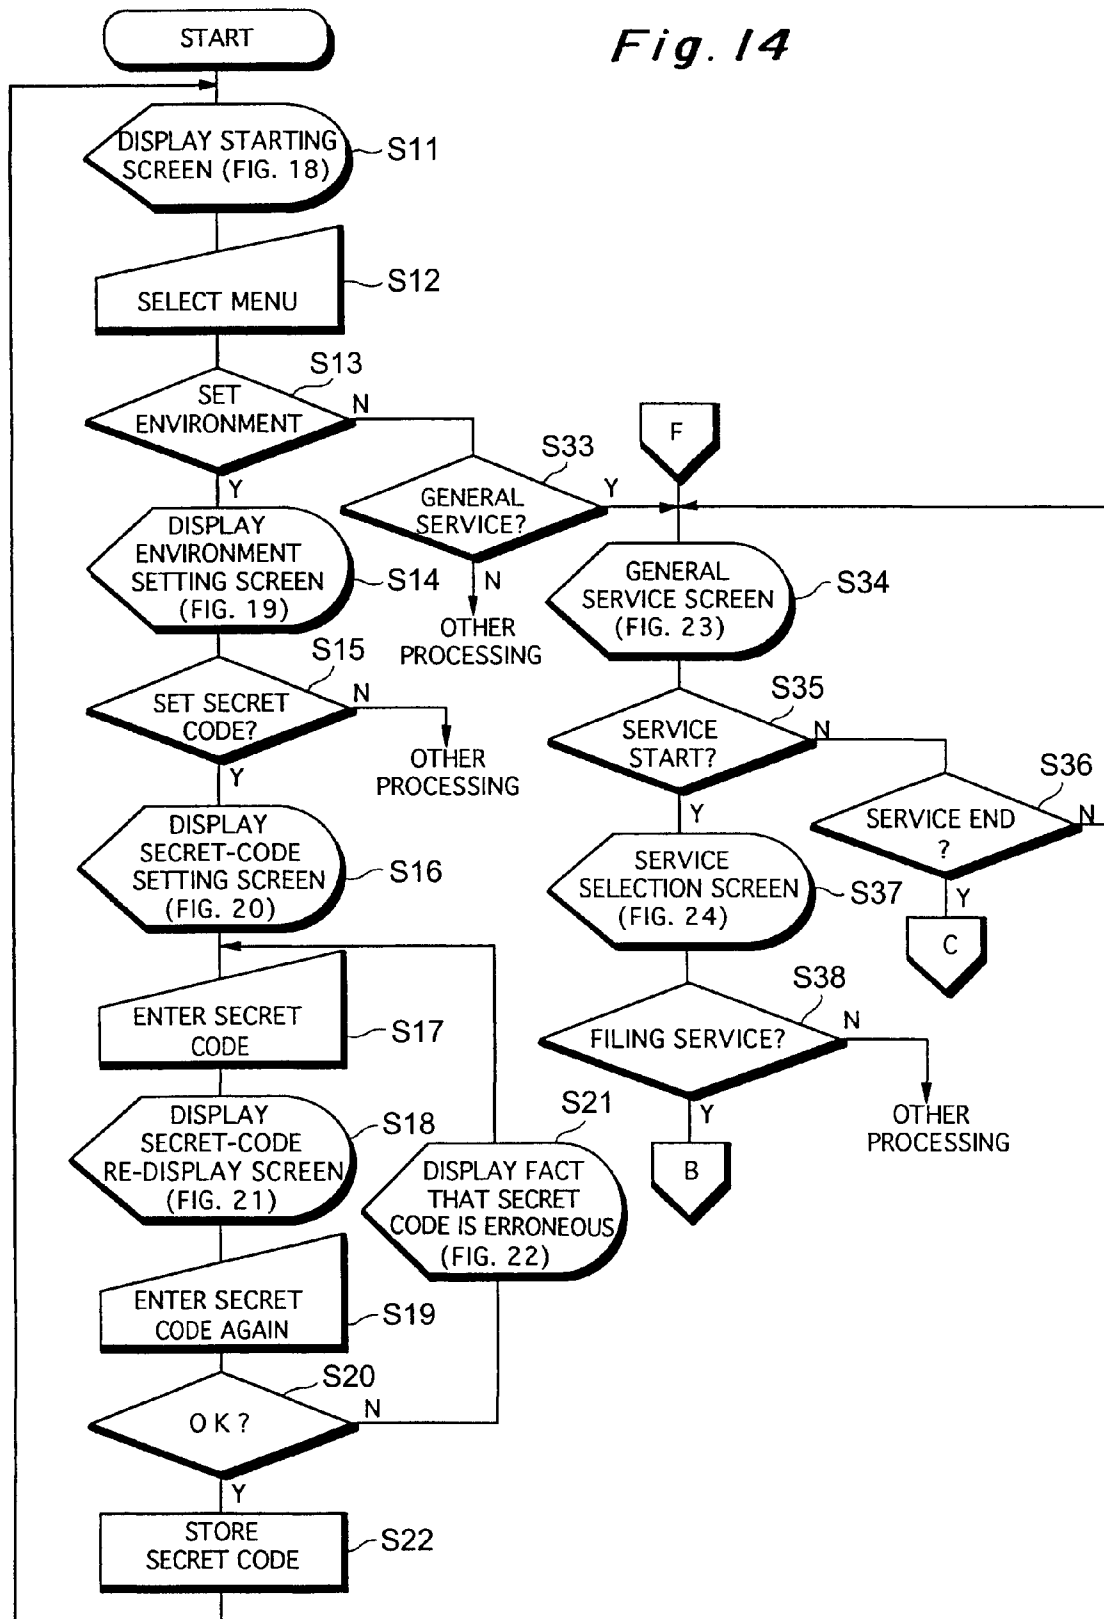 Fig. 14
START
DISPLAY STARTING
SCREEN (FIG. 18)
S11
SELECT MENU
S12
SET
ENVIRONMENT
S13
N
Y
DISPLAY
ENVIRONMENT
SETTING SCREEN
(FIG. 19)
S14
SET SECRET
CODE?
S15
N
OTHER
PROCESSING
Y
DISPLAY
SECRET-CODE
SETTING SCREEN
(FIG. 20)
S16
ENTER SECRET
CODE
S17
DISPLAY
SECRET-CODE
RE-DISPLAY SCREEN
(FIG. 21)
S18
ENTER SECRET
CODE AGAIN
S19
OK?
S20
N
Y
DISPLAY FACT
THAT SECRET
CODE IS ERRONEOUS
(FIG. 22)
S21
STORE
SECRET CODE
S22
GENERAL
SERVICE?
S33
Y
N
OTHER
PROCESSING
F
GENERAL
SERVICE SCREEN
(FIG. 23)
S34
SERVICE
START?
S35
N
Y
SERVICE END
?
S36
N
Y
C
SERVICE
SELECTION SCREEN
(FIG. 24)
S37
FILING SERVICE?
S38
N
OTHER
PROCESSING
Y
B